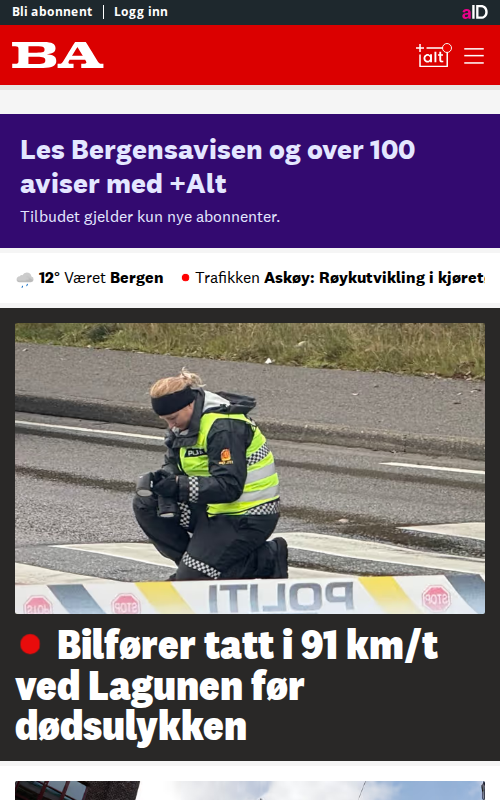 Bli abonnent Logg inn aID
BA +alt
Les Bergensavisen og over 100
aviser med +Alt
Tilbudet gjelder kun nye abonnenter.
12° Været Bergen Trafikken Askøy: Røykutvikling i kjøret
POLITI
POLITI
STOP STOP STOP
Bilfører tatt i 91 km/t
ved Lagunen før
dødsulykken